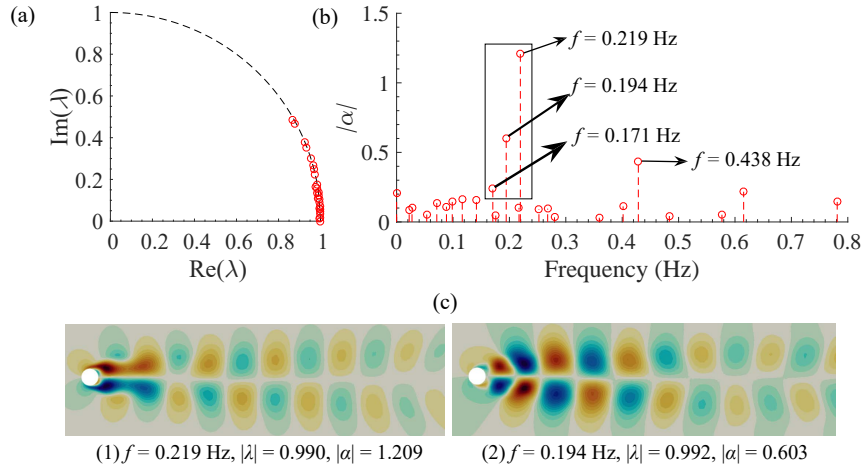 (a)
1
0.8
0.6
0.4
0.2
0
0 0.2 0.4 0.6 0.8 1
Im(λ)
Re(λ)
(b)
1.5
1
0.5
0
0 0.1 0.2 0.3 0.4 0.5 0.6 0.7 0.8
|α|
Frequency (Hz)
f = 0.219 Hz
f = 0.194 Hz
f = 0.171 Hz
f = 0.438 Hz
(c)
(1) f = 0.219 Hz, |λ| = 0.990, |α| = 1.209
(2) f = 0.194 Hz, |λ| = 0.992, |α| = 0.603